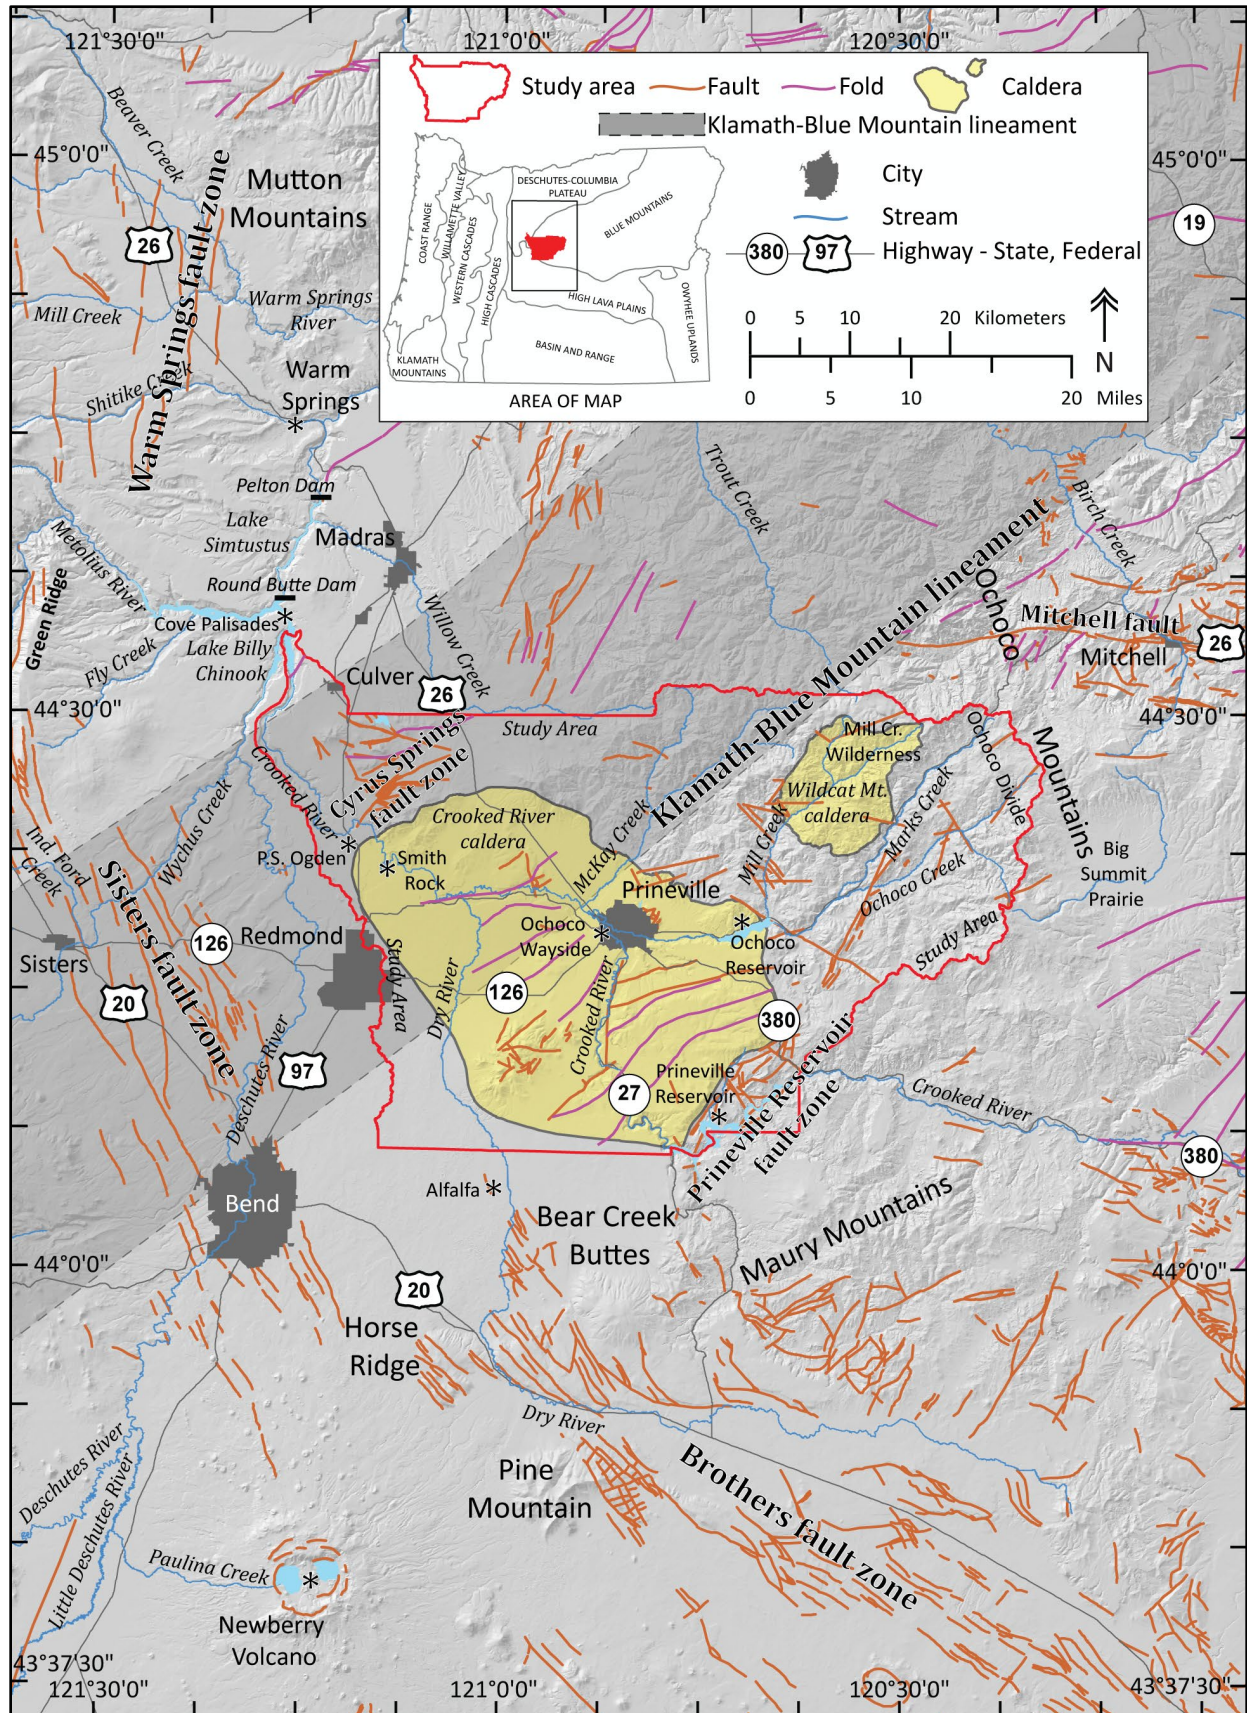 121°30'0"
121°0'0"
120°30'0"
Study area
Fault
Fold
Caldera
Klamath-Blue Mountain lineament
City
Stream
380
97
Highway - State, Federal
0
5
10
20
Kilometers
0
5
10
20
Miles
N
DESCHUTES-COLUMBIA
PLATEAU
BLUE MOUNTAINS
COAST RANGE
WILLAMETTE VALLEY
WESTERN CASCADES
HIGH CASCADES
HIGH LAVA PLAINS
OWYHEE UPLANDS
BASIN AND RANGE
KLAMATH
MOUNTAINS
AREA OF MAP
Beaver Creek
45°0'0"
45°0'0"
Mutton
Mountains
26
19
Warm Springs fault zone
Mill Creek
Warm Springs
River
Shitike Creek
Warm
Springs
*
Pelton Dam
Lake
Simtustus
Madras
Metolius River
Round Butte Dam
Green Ridge
Cove Palisades
*
Lake Billy
Chinook
Fly Creek
Willow Creek
Culver
26
Trout Creek
Birch Creek
Klamath-Blue Mountain lineament
Ochoco
Mountains
Mitchell fault
Mitchell
26
44°30'0"
44°30'0"
Study Area
Crooked River
Cyrus Springs
fault zone
Mill Cr.
Wilderness
Wildcat Mt.
caldera
Ochoco Divide
Marks Creek
Ochoco Creek
Mill Creek
McKay Creek
Big
Summit
Prairie
Study Area
Crooked River
caldera
P.S. Ogden
*
Smith
Rock
*
Wychus Creek
Ind. Ford
Creek
Sisters fault zone
Prineville
Ochoco
Wayside
*
*
Ochoco
Reservoir
Sisters
126
Redmond
Study Area
Dry River
126
Crooked River
20
97
Deschutes River
380
27
Prineville
Reservoir
*
Prineville Reservoir
fault zone
Crooked River
380
Bend
Alfalfa
*
Bear Creek
Buttes
Maury Mountains
44°0'0"
44°0'0"
20
Horse
Ridge
Dry River
Deschutes River
Little Deschutes River
Pine
Mountain
Brothers fault zone
Paulina Creek
*
Newberry
Volcano
43°37'30"
43°37'30"
121°30'0"
121°0'0"
120°30'0"